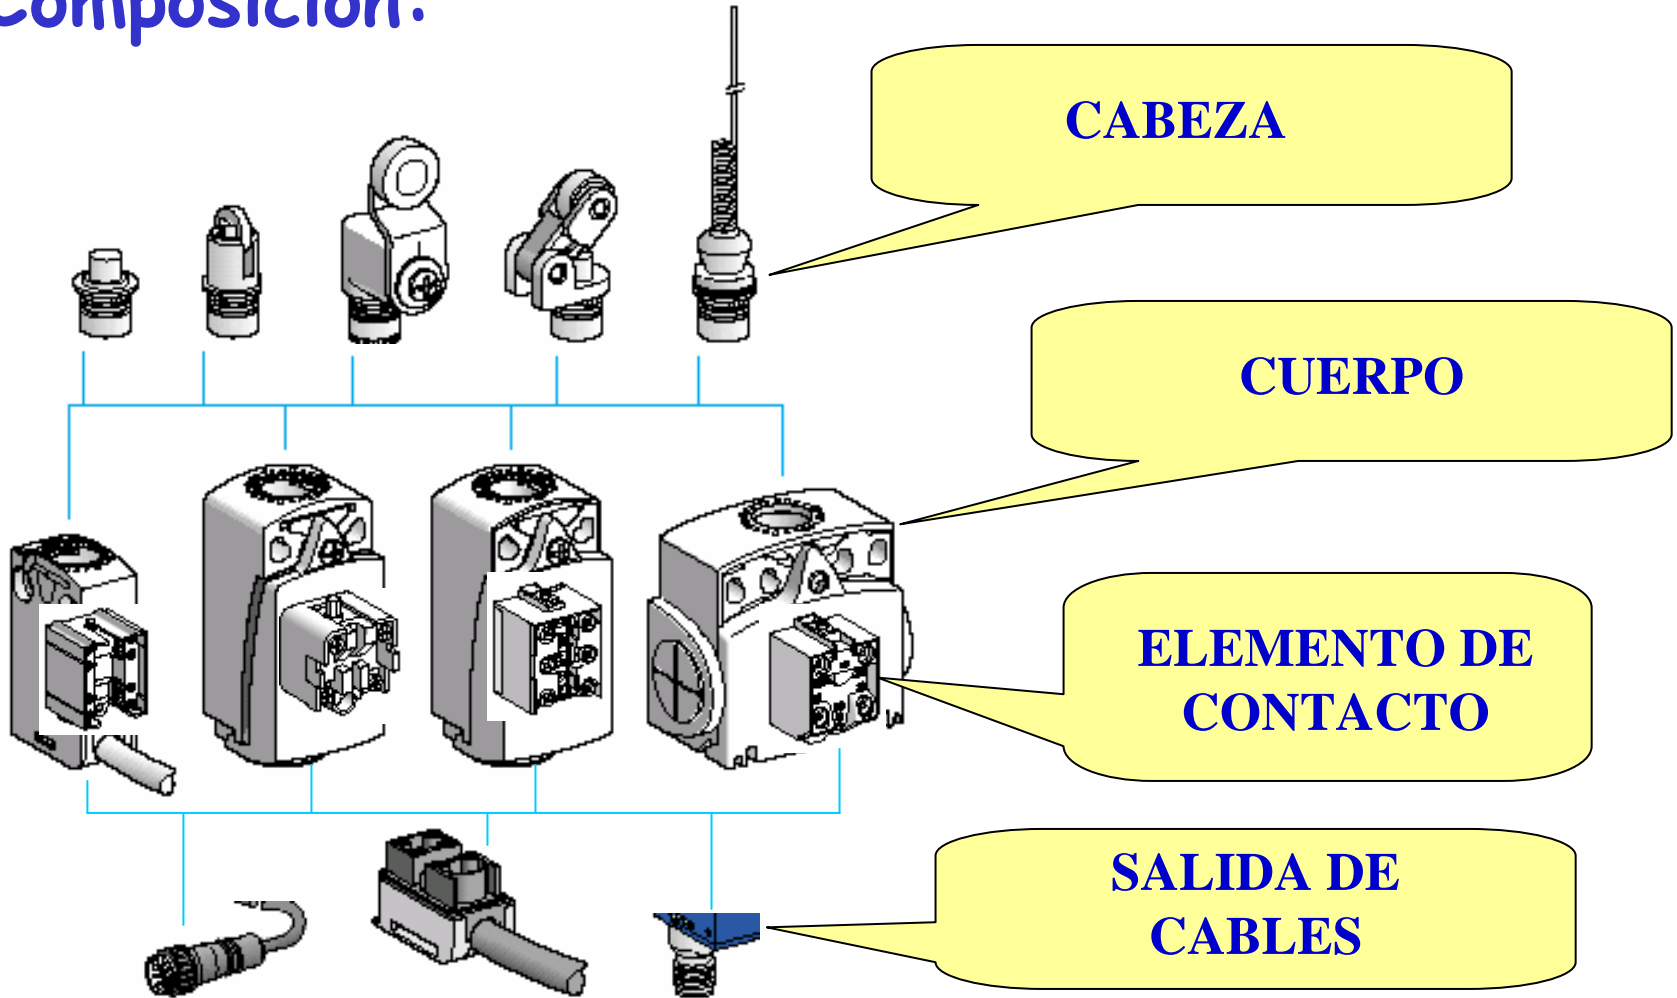 Composición:
CABEZA
CUERPO
ELEMENTO DE
CONTACTO
SALIDA DE
CABLES